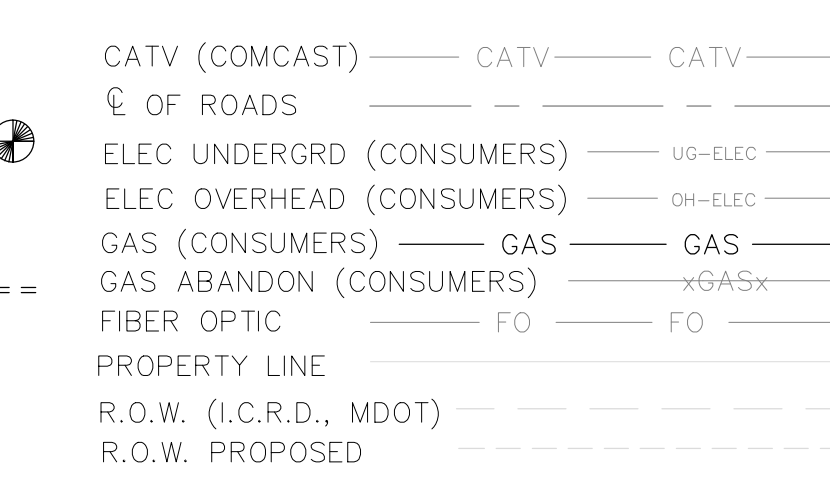 CATV (COMCAST) CATV CATV
℄ OF ROADS
ELEC UNDERGRD (CONSUMERS) UG-ELEC
ELEC OVERHEAD (CONSUMERS) OH-ELEC
GAS (CONSUMERS) GAS GAS
GAS ABANDON (CONSUMERS) xGASx
FIBER OPTIC FO FO
PROPERTY LINE
R.O.W. (I.C.R.D., MDOT)
R.O.W. PROPOSED